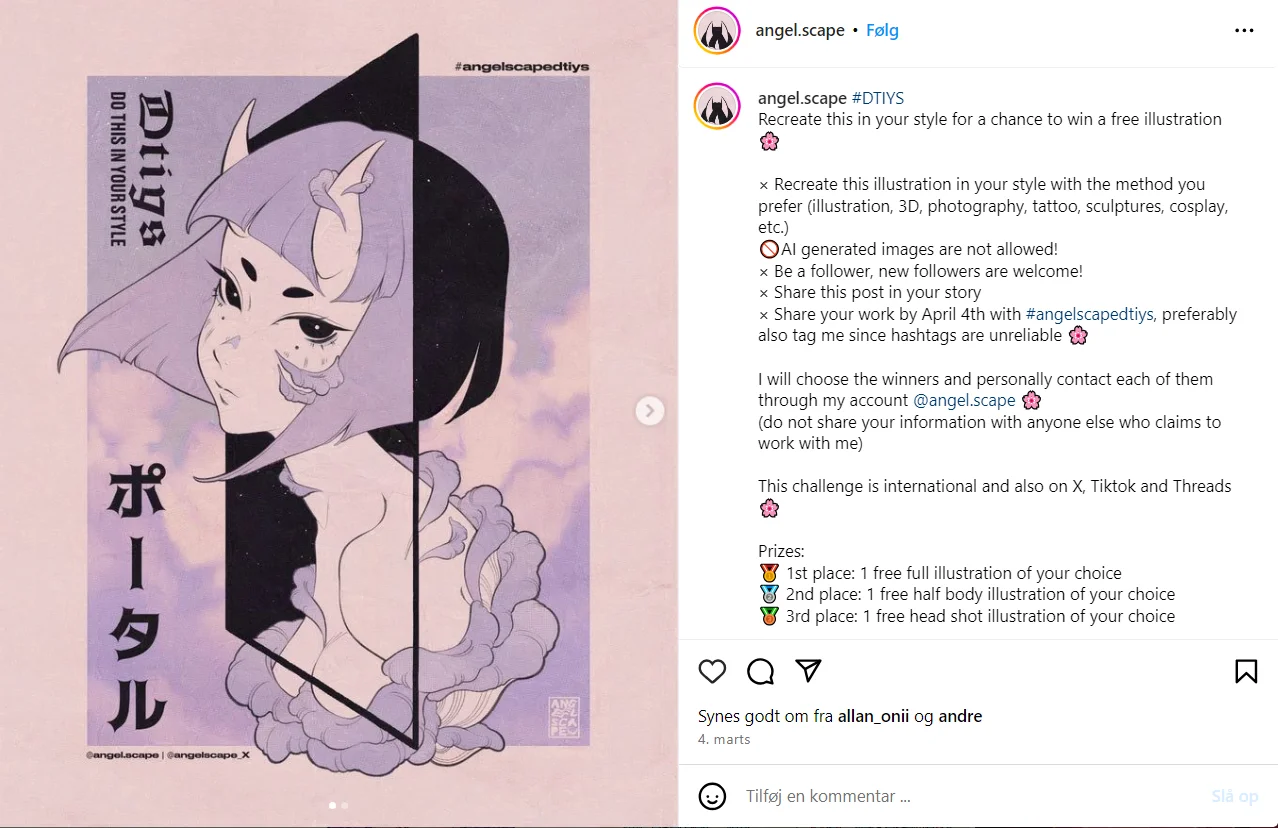 #angelscapedtiys
Dtiys
DO THIS IN YOUR STYLE
ポータル
ANG
EL
SCA
PE
@angel.scape | @angelscape_X
angel.scape • Følg
angel.scape #DTIYS
Recreate this in your style for a chance to win a free illustration
🌸
× Recreate this illustration in your style with the method you
prefer (illustration, 3D, photography, tattoo, sculptures, cosplay,
etc.)
🚫AI generated images are not allowed!
× Be a follower, new followers are welcome!
× Share this post in your story
× Share your work by April 4th with #angelscapedtiys, preferably
also tag me since hashtags are unreliable 🌸
I will choose the winners and personally contact each of them
through my account @angel.scape 🌸
(do not share your information with anyone else who claims to
work with me)
This challenge is international and also on X, Tiktok and Threads
🌸
Prizes:
🥇 1st place: 1 free full illustration of your choice
🥈 2nd place: 1 free half body illustration of your choice
🥉 3rd place: 1 free head shot illustration of your choice
Synes godt om fra allan_onii og andre
4. marts
Tilføj en kommentar ...
Slå op